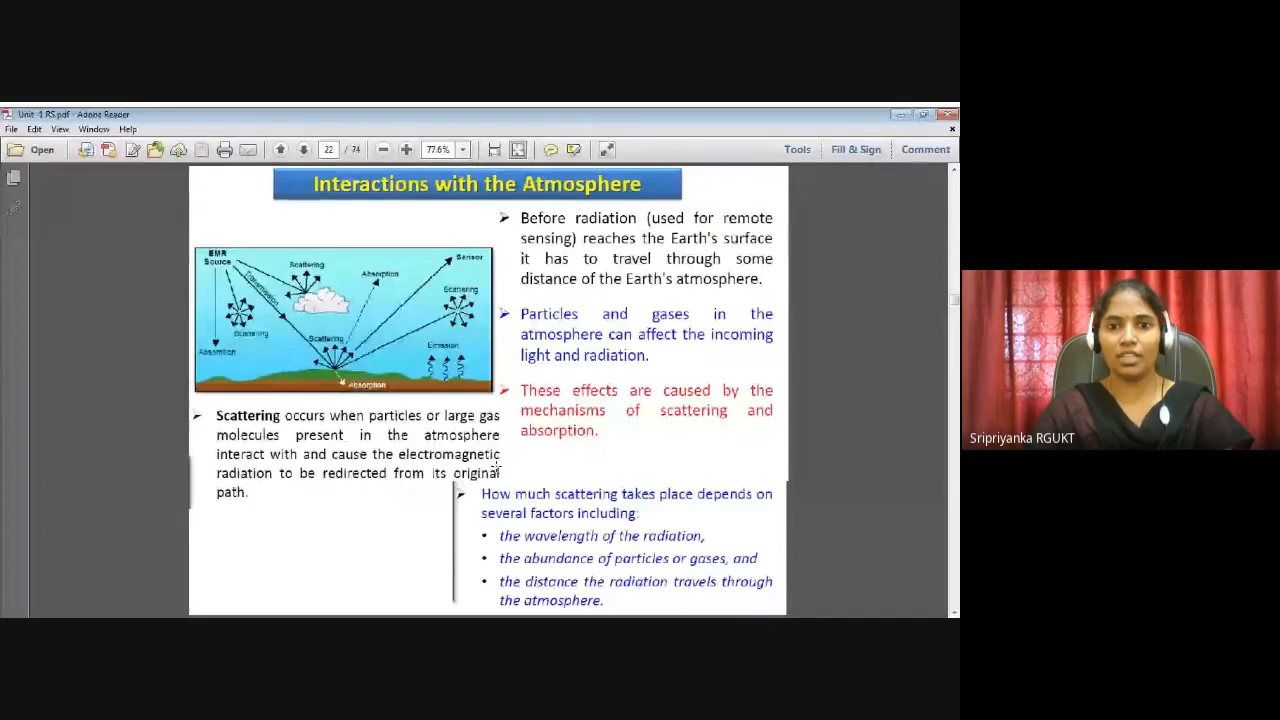 Unit -1 RS.pdf - Adobe Reader
File Edit View Window Help
Open 22 / 74 77.6% Tools Fill & Sign Comment
Interactions with the Atmosphere
EMR
Source
Scattering
Absorption
Sensor
Transmission
Scattering
Scattering
Scattering
Emission
Absorption
Absorption
Scattering occurs when particles or large gas
molecules present in the atmosphere
interact with and cause the electromagnetic
radiation to be redirected from its original
path.
Before radiation (used for remote
sensing) reaches the Earth's surface
it has to travel through some
distance of the Earth's atmosphere.
Particles and gases in the
atmosphere can affect the incoming
light and radiation.
These effects are caused by the
mechanisms of scattering and
absorption.
How much scattering takes place depends on
several factors including:
• the wavelength of the radiation,
• the abundance of particles or gases, and
• the distance the radiation travels through
the atmosphere.
Sripriyanka RGUKT